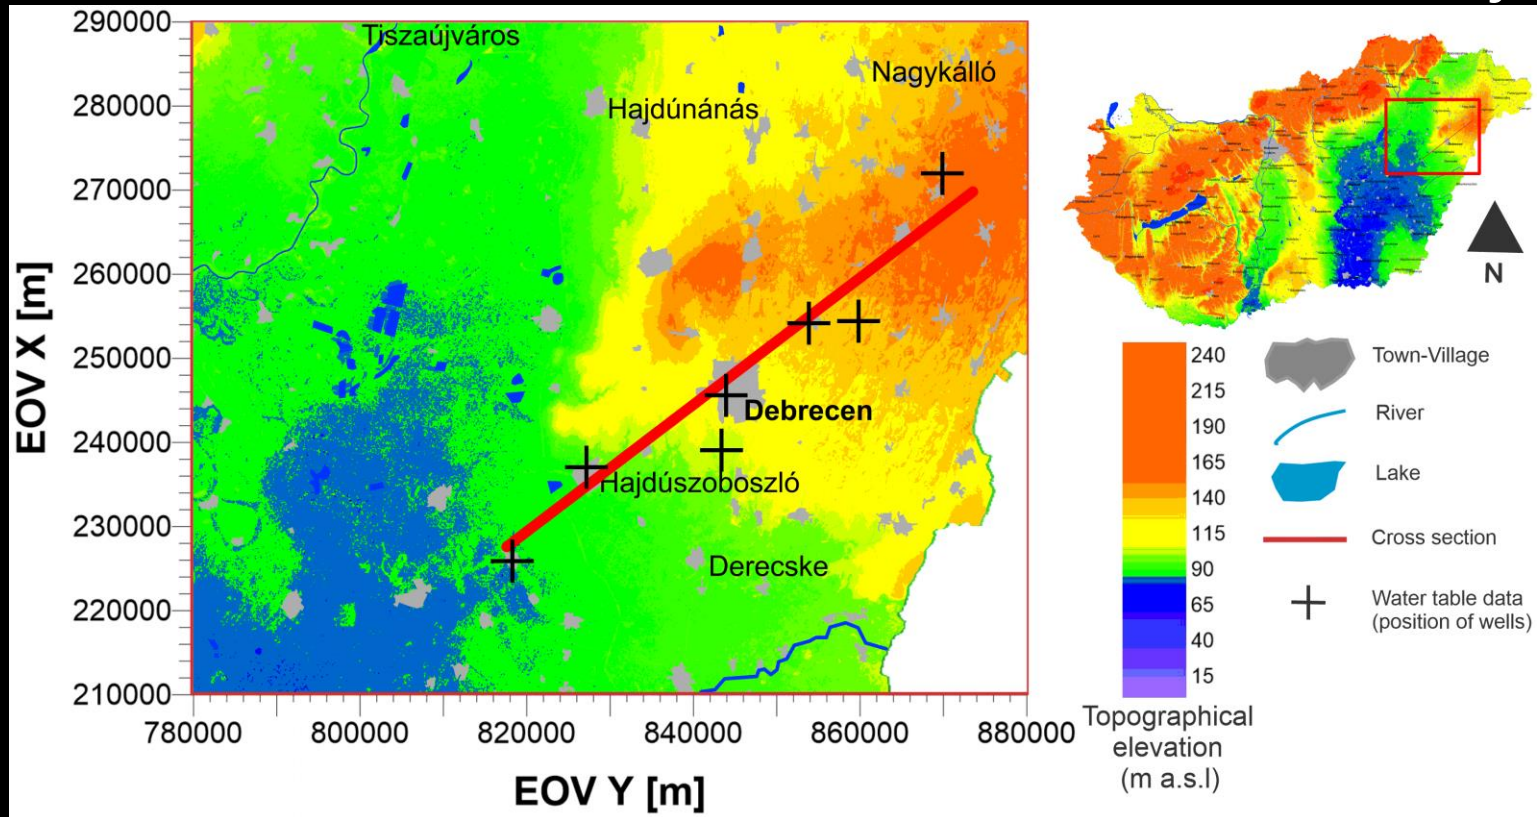 290000
280000
270000
260000
250000
240000
230000
220000
210000
EOV X [m]
Tiszaújváros
Nagykálló
Hajdúnánás
Debrecen
Hajdúszoboszló
Derecske
780000
800000
820000
840000
860000
880000
EOV Y [m]
N
240
215
190
165
140
115
90
65
40
15
Topographical
elevation
(m a.s.l)
Town-Village
River
Lake
Cross section
Water table data
(position of wells)